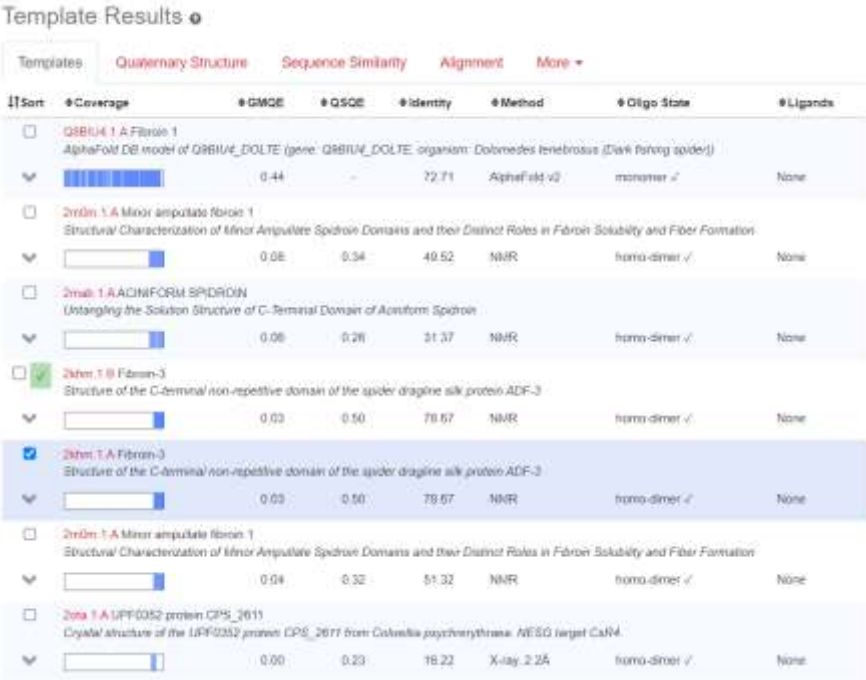 Template Results
Templates Quaternary Structure Sequence Similarity Alignment More
Sort Coverage GMQE QSQE Identity Method Oligo State Ligands
Q9BIU4.1.A Fibroin 1
AlphaFold DB model of Q9BIU4_DOLTE (gene: Q9BIU4_DOLTE, organism: Dolomedes tenebrosus (Dark fishing spider))
0.44 - 72.71 AlphaFold v2 monomer ✓ None
2m0m.1.A Minor ampullate fibroin 1
Structural Characterization of Minor Ampullate Spidroin Domains and their Distinct Roles in Fibroin Solubility and Fiber Formation
0.08 0.34 49.52 NMR homo-dimer ✓ None
2mab.1.A ACINIFORM SPIDROIN
Untangling the Solution Structure of C-Terminal Domain of Aciniform Spidroin
0.06 0.26 31.37 NMR homo-dimer ✓ None
2khm.1.B Fibroin-3
Structure of the C-terminal non-repetitive domain of the spider dragline silk protein ADF-3
0.03 0.50 78.67 NMR homo-dimer ✓ None
2khm.1.A Fibroin-3
Structure of the C-terminal non-repetitive domain of the spider dragline silk protein ADF-3
0.03 0.50 78.67 NMR homo-dimer ✓ None
2m0m.1.A Minor ampullate fibroin 1
Structural Characterization of Minor Ampullate Spidroin Domains and their Distinct Roles in Fibroin Solubility and Fiber Formation
0.04 0.32 51.32 NMR homo-dimer ✓ None
2ota.1.A UPF0352 protein CPS_2611
Crystal structure of the UPF0352 protein CPS_2611 from Colwellia psychrerythraea. NESG target CsR4.
0.00 0.23 16.22 X-ray, 2.2Å homo-dimer ✓ None